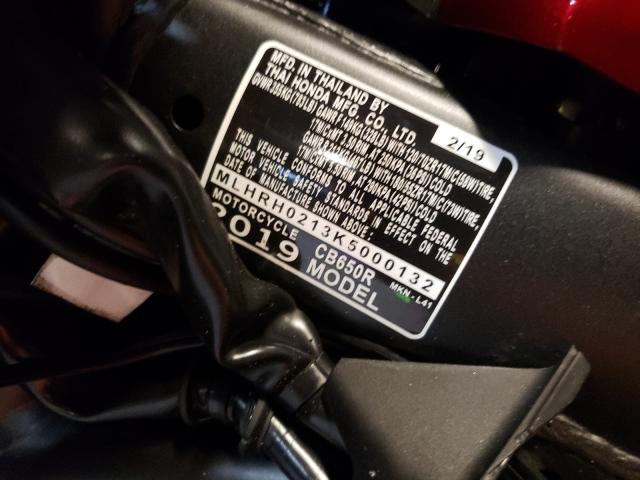 MFD. IN THAILAND BY
THAI HONDA MFG. CO., LTD.
2/19
THIS VEHICLE CONFORMS TO ALL APPLICABLE FEDERAL
MOTOR VEHICLE SAFETY STANDARDS IN EFFECT ON THE
DATE OF MANUFACTURE SHOWN ABOVE:
MLHRH0213K5000132
MOTORCYCLE CB650R MKN-L41
2019 MODEL